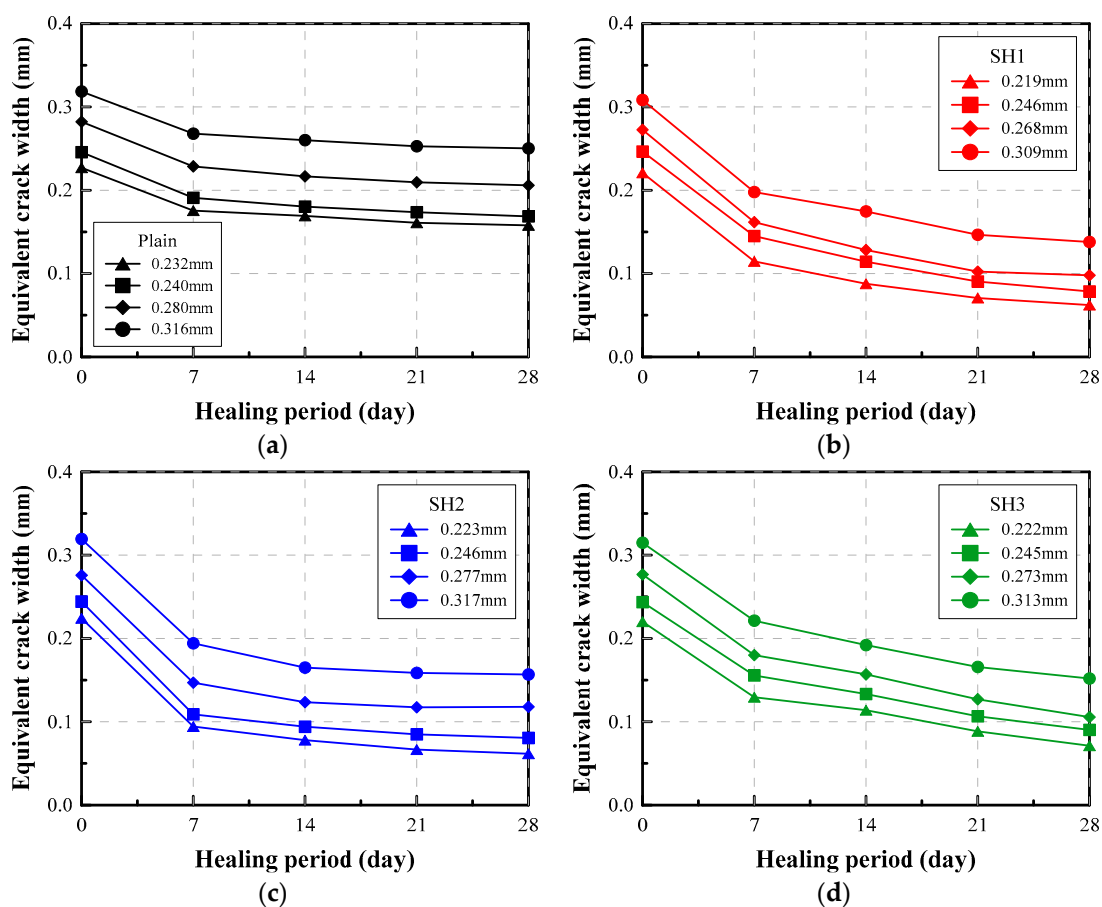 Equivalent crack width (mm)
0.4
0.3
0.2
0.1
0.0
Plain
0.232mm
0.240mm
0.280mm
0.316mm
0 7 14 21 28
Healing period (day)
(a)
Equivalent crack width (mm)
0.4
0.3
0.2
0.1
0.0
SH1
0.219mm
0.246mm
0.268mm
0.309mm
0 7 14 21 28
Healing period (day)
(b)
Equivalent crack width (mm)
0.4
0.3
0.2
0.1
0.0
SH2
0.223mm
0.246mm
0.277mm
0.317mm
0 7 14 21 28
Healing period (day)
(c)
Equivalent crack width (mm)
0.4
0.3
0.2
0.1
0.0
SH3
0.222mm
0.245mm
0.273mm
0.313mm
0 7 14 21 28
Healing period (day)
(d)